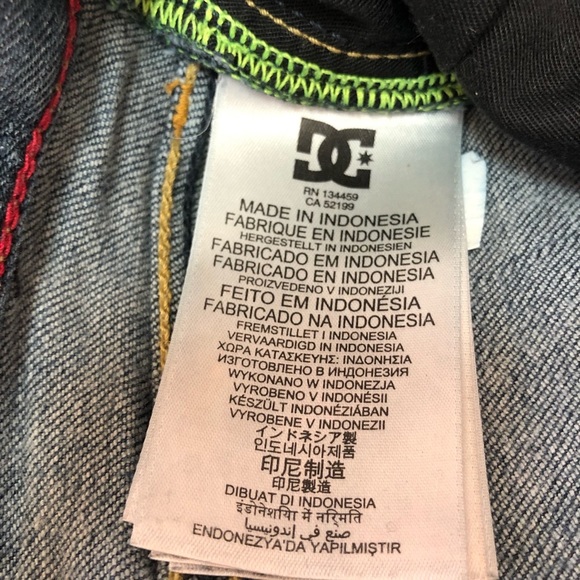 DC
RN 134459
CA 52199
MADE IN INDONESIA
FABRIQUE EN INDONESIE
HERGESTELLT IN INDONESIEN
FABRICADO EM INDONESIA
FABRICADO EN INDONESIA
PROIZVEDENO V INDONEZIJI
FEITO EM INDONÉSIA
FABRICADO NA INDONESIA
FREMSTILLET I INDONESIA
VERVAARDIGD IN INDONESIA
ΧΩΡΑ ΚΑΤΑΣΚΕΥΗΣ: ΙΝΔΟΝΗΣΙΑ
ИЗГОТОВЛЕНО В ИНДОНЕЗИЯ
WYKONANO W INDONEZJA
VYROBENO V INDONÉSII
KÉSZÜLT INDONÉZIÁBAN
VYROBENE V INDONEZII
インドネシア製
인도네시아제품
印尼制造
印尼製造
DIBUAT DI INDONESIA
इंडोनेशिया में नर्मिति
صنع في إندونيسيا
ENDONEZYA'DA YAPILMIŞTIR